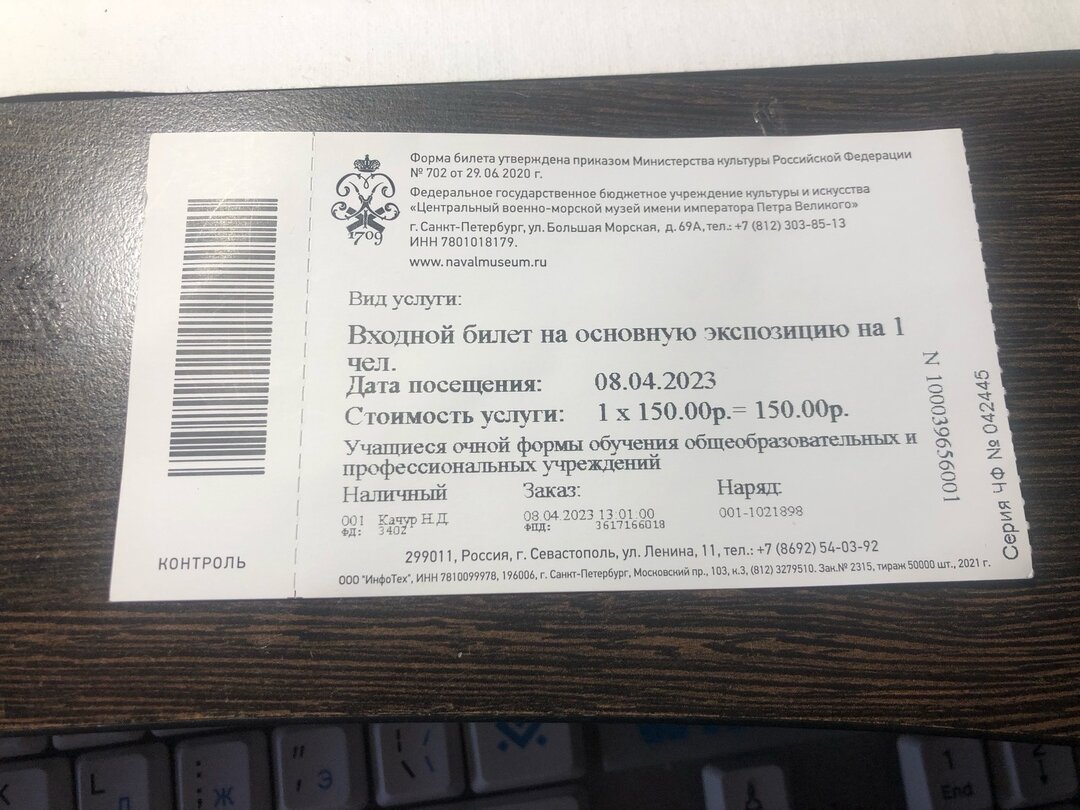 Форма билета утверждена приказом Министерства культуры Российской Федерации
№ 702 от 29.06.2020 г.
Федеральное государственное бюджетное учреждение культуры и искусства
«Центральный военно-морской музей имени императора Петра Великого»
г. Санкт-Петербург, ул. Большая Морская, д. 69А, тел.: +7 (812) 303-85-13
ИНН 7801018179.
www.navalmuseum.ru
1709
Вид услуги:
Входной билет на основную экспозицию на 1
чел.
Дата посещения: 08.04.2023
Стоимость услуги: 1 x 150.00р.= 150.00р.
Учащиеся очной формы обучения общеобразовательных и
профессиональных учреждений
Наличный Заказ: Наряд:
001 Качур Н.Д. 08.04.2023 13:01:00 001-1021898
ФД: 3402 ФПД: 3617166018
299011, Россия, г. Севастополь, ул. Ленина, 11, тел.: +7 (8692) 54-03-92
ООО "ИнфоТех", ИНН 7810099978, 196006, г. Санкт-Петербург, Московский пр., 103, к.3, (812) 3279510. Зак.№ 2315, тираж 50000 шт., 2021 г.
КОНТРОЛЬ
N 100039656001
Серия ЧФ № 042445
L Д
: ; Ж
" ' Э
| / \
1 End
2